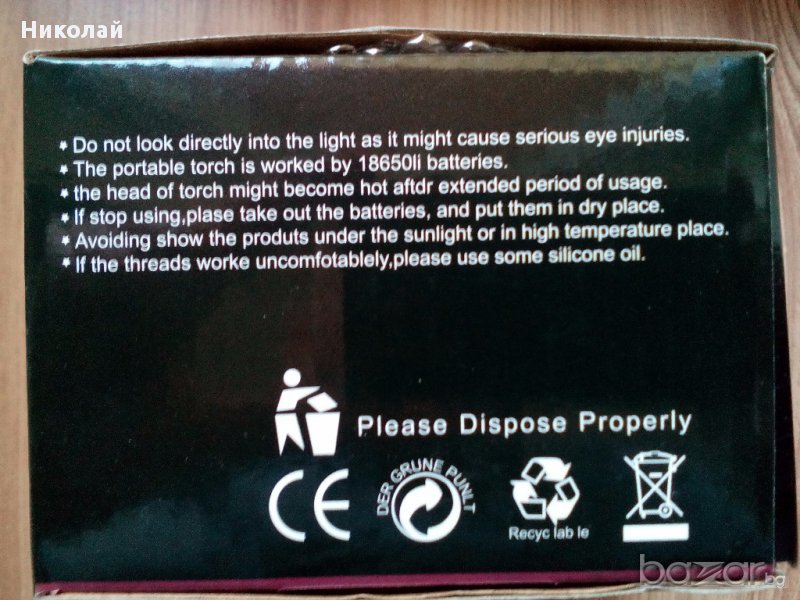 Николай
* Do not look directly into the light as it might cause serious eye injuries.
* The portable torch is worked by 18650li batteries.
* the head of torch might become hot aftdr extended period of usage.
* If stop using,plase take out the batteries, and put them in dry place.
* Avoiding show the produts under the sunlight or in high temperature place.
* If the threads worke uncomfotablely,please use some silicone oil.
Please Dispose Properly
CE
DER GRUNE PUNLT
Recyc lab le
bazar.bg